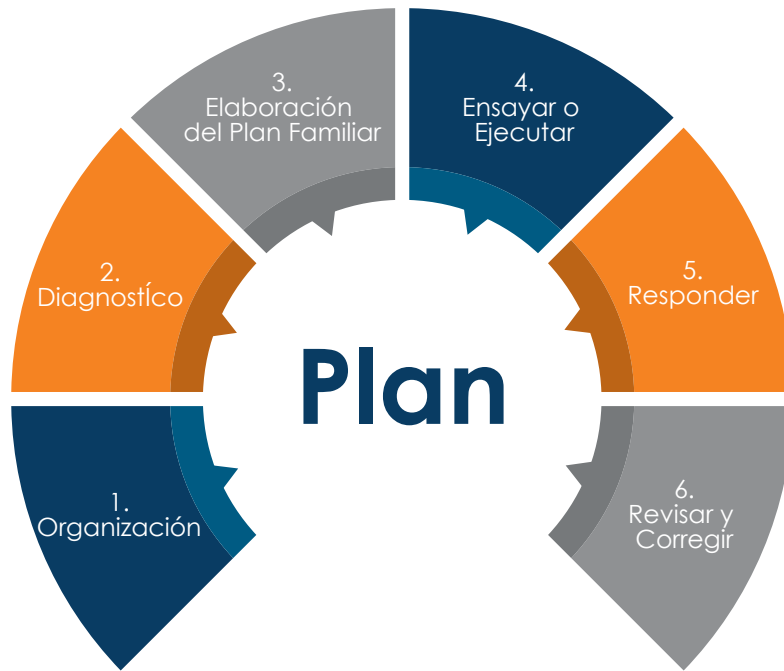 1.
Organización
2.
Diagnostíco
3.
Elaboración
del Plan Familiar
4.
Ensayar o
Ejecutar
5.
Responder
6.
Revisar y
Corregir
Plan